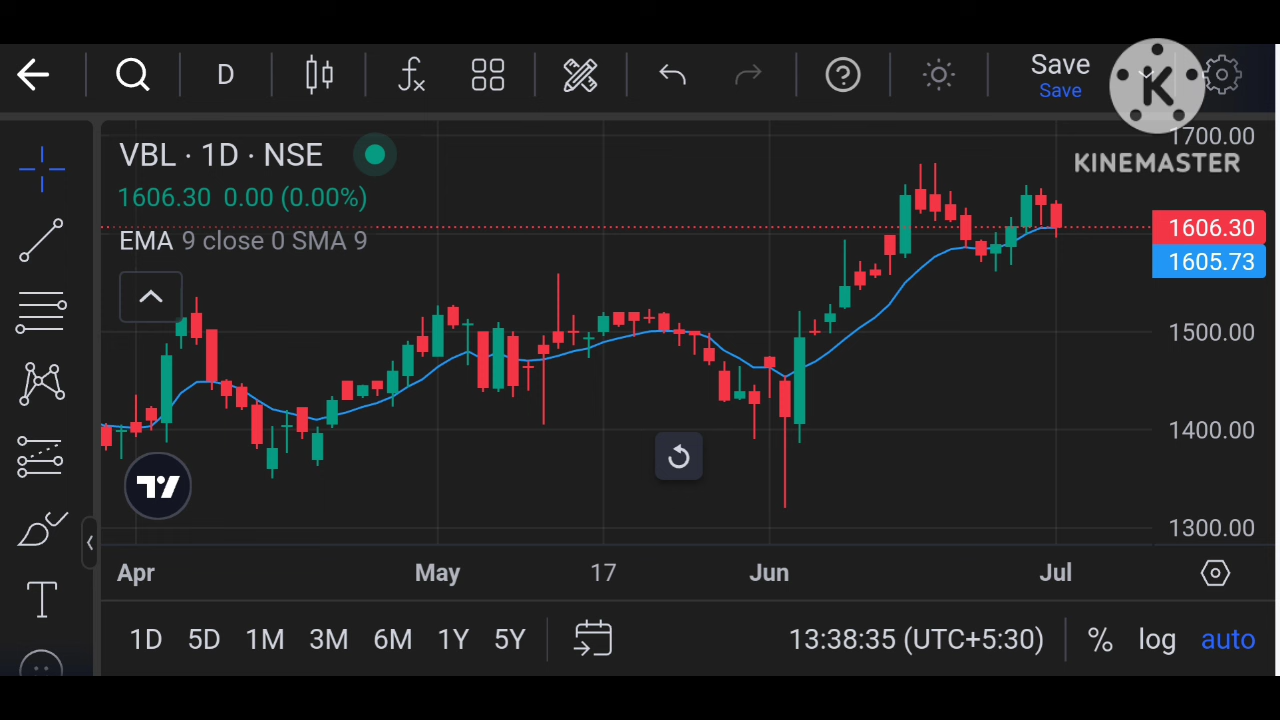 D
fx
Save
Save
K
KINEMASTER
VBL · 1D · NSE
1606.30 0.00 (0.00%)
EMA 9 close 0 SMA 9
1700.00
1606.30
1605.73
1500.00
1400.00
1300.00
T
Apr May 17 Jun Jul
1D 5D 1M 3M 6M 1Y 5Y 13:38:35 (UTC+5:30) % log auto